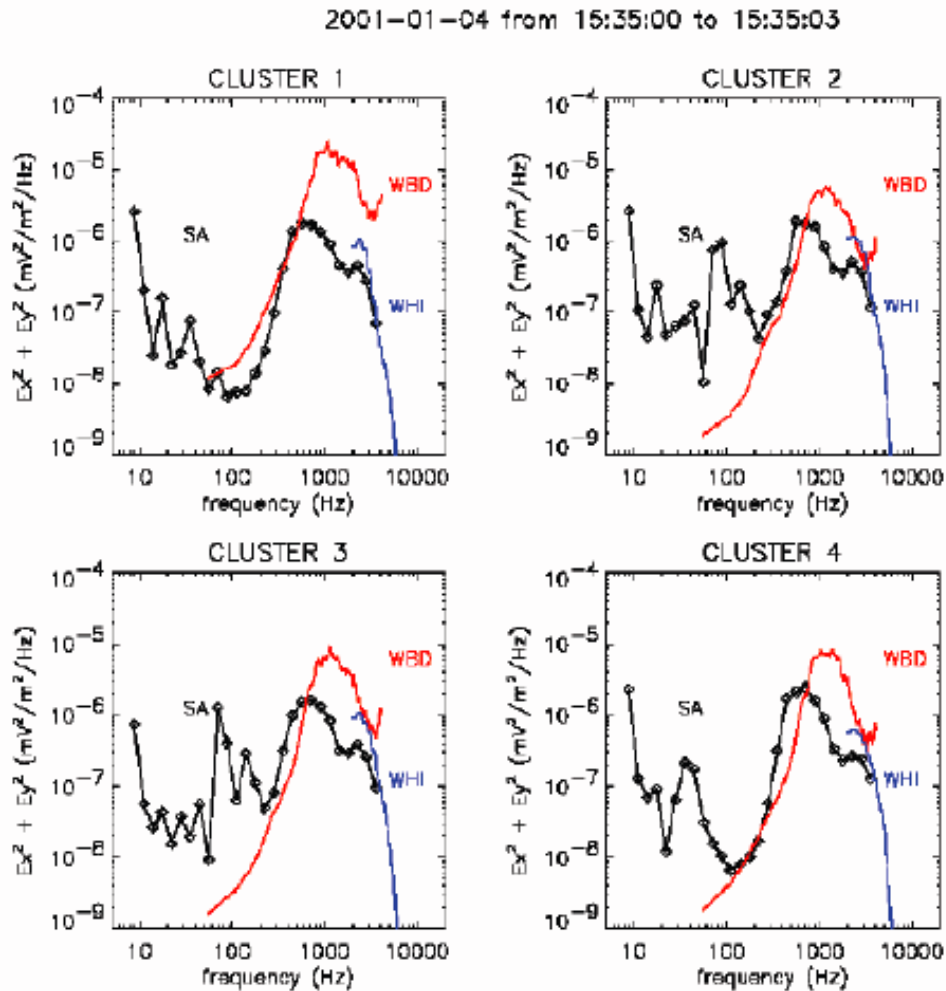 2001-01-04 from 15:35:00 to 15:35:03
CLUSTER 1
10⁻⁴
10⁻⁵
10⁻⁶
10⁻⁷
10⁻⁸
10⁻⁹
Ex² + Ey² (mV²/m²/Hz)
SA
WBD
WHI
10 100 1000 10000
frequency (Hz)
CLUSTER 2
10⁻⁴
10⁻⁵
10⁻⁶
10⁻⁷
10⁻⁸
10⁻⁹
Ex² + Ey² (mV²/m²/Hz)
SA
WBD
WHI
10 100 1000 10000
frequency (Hz)
CLUSTER 3
10⁻⁴
10⁻⁵
10⁻⁶
10⁻⁷
10⁻⁸
10⁻⁹
Ex² + Ey² (mV²/m²/Hz)
SA
WBD
WHI
10 100 1000 10000
frequency (Hz)
CLUSTER 4
10⁻⁴
10⁻⁵
10⁻⁶
10⁻⁷
10⁻⁸
10⁻⁹
Ex² + Ey² (mV²/m²/Hz)
SA
WBD
WHI
10 100 1000 10000
frequency (Hz)